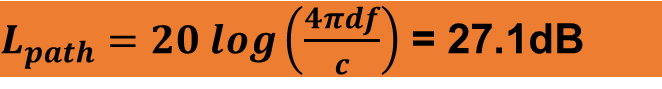 L_path = 20 log(4πdf/c) = 27.1dB